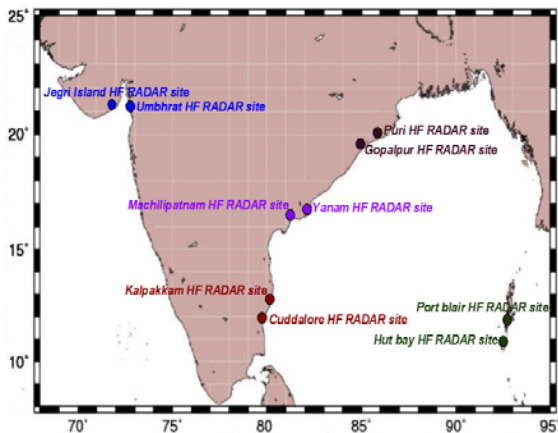 25°
Jegri Island HF RADAR site
Umbhrat HF RADAR site
20°
Puri HF RADAR site
Gopalpur HF RADAR site
Machilipatnam HF RADAR site
Yanam HF RADAR site
15°
Kalpakkam HF RADAR site
Port blair HF RADAR site
Cuddalore HF RADAR site
Hut bay HF RADAR site
10°
70° 75° 80° 85° 90° 95°